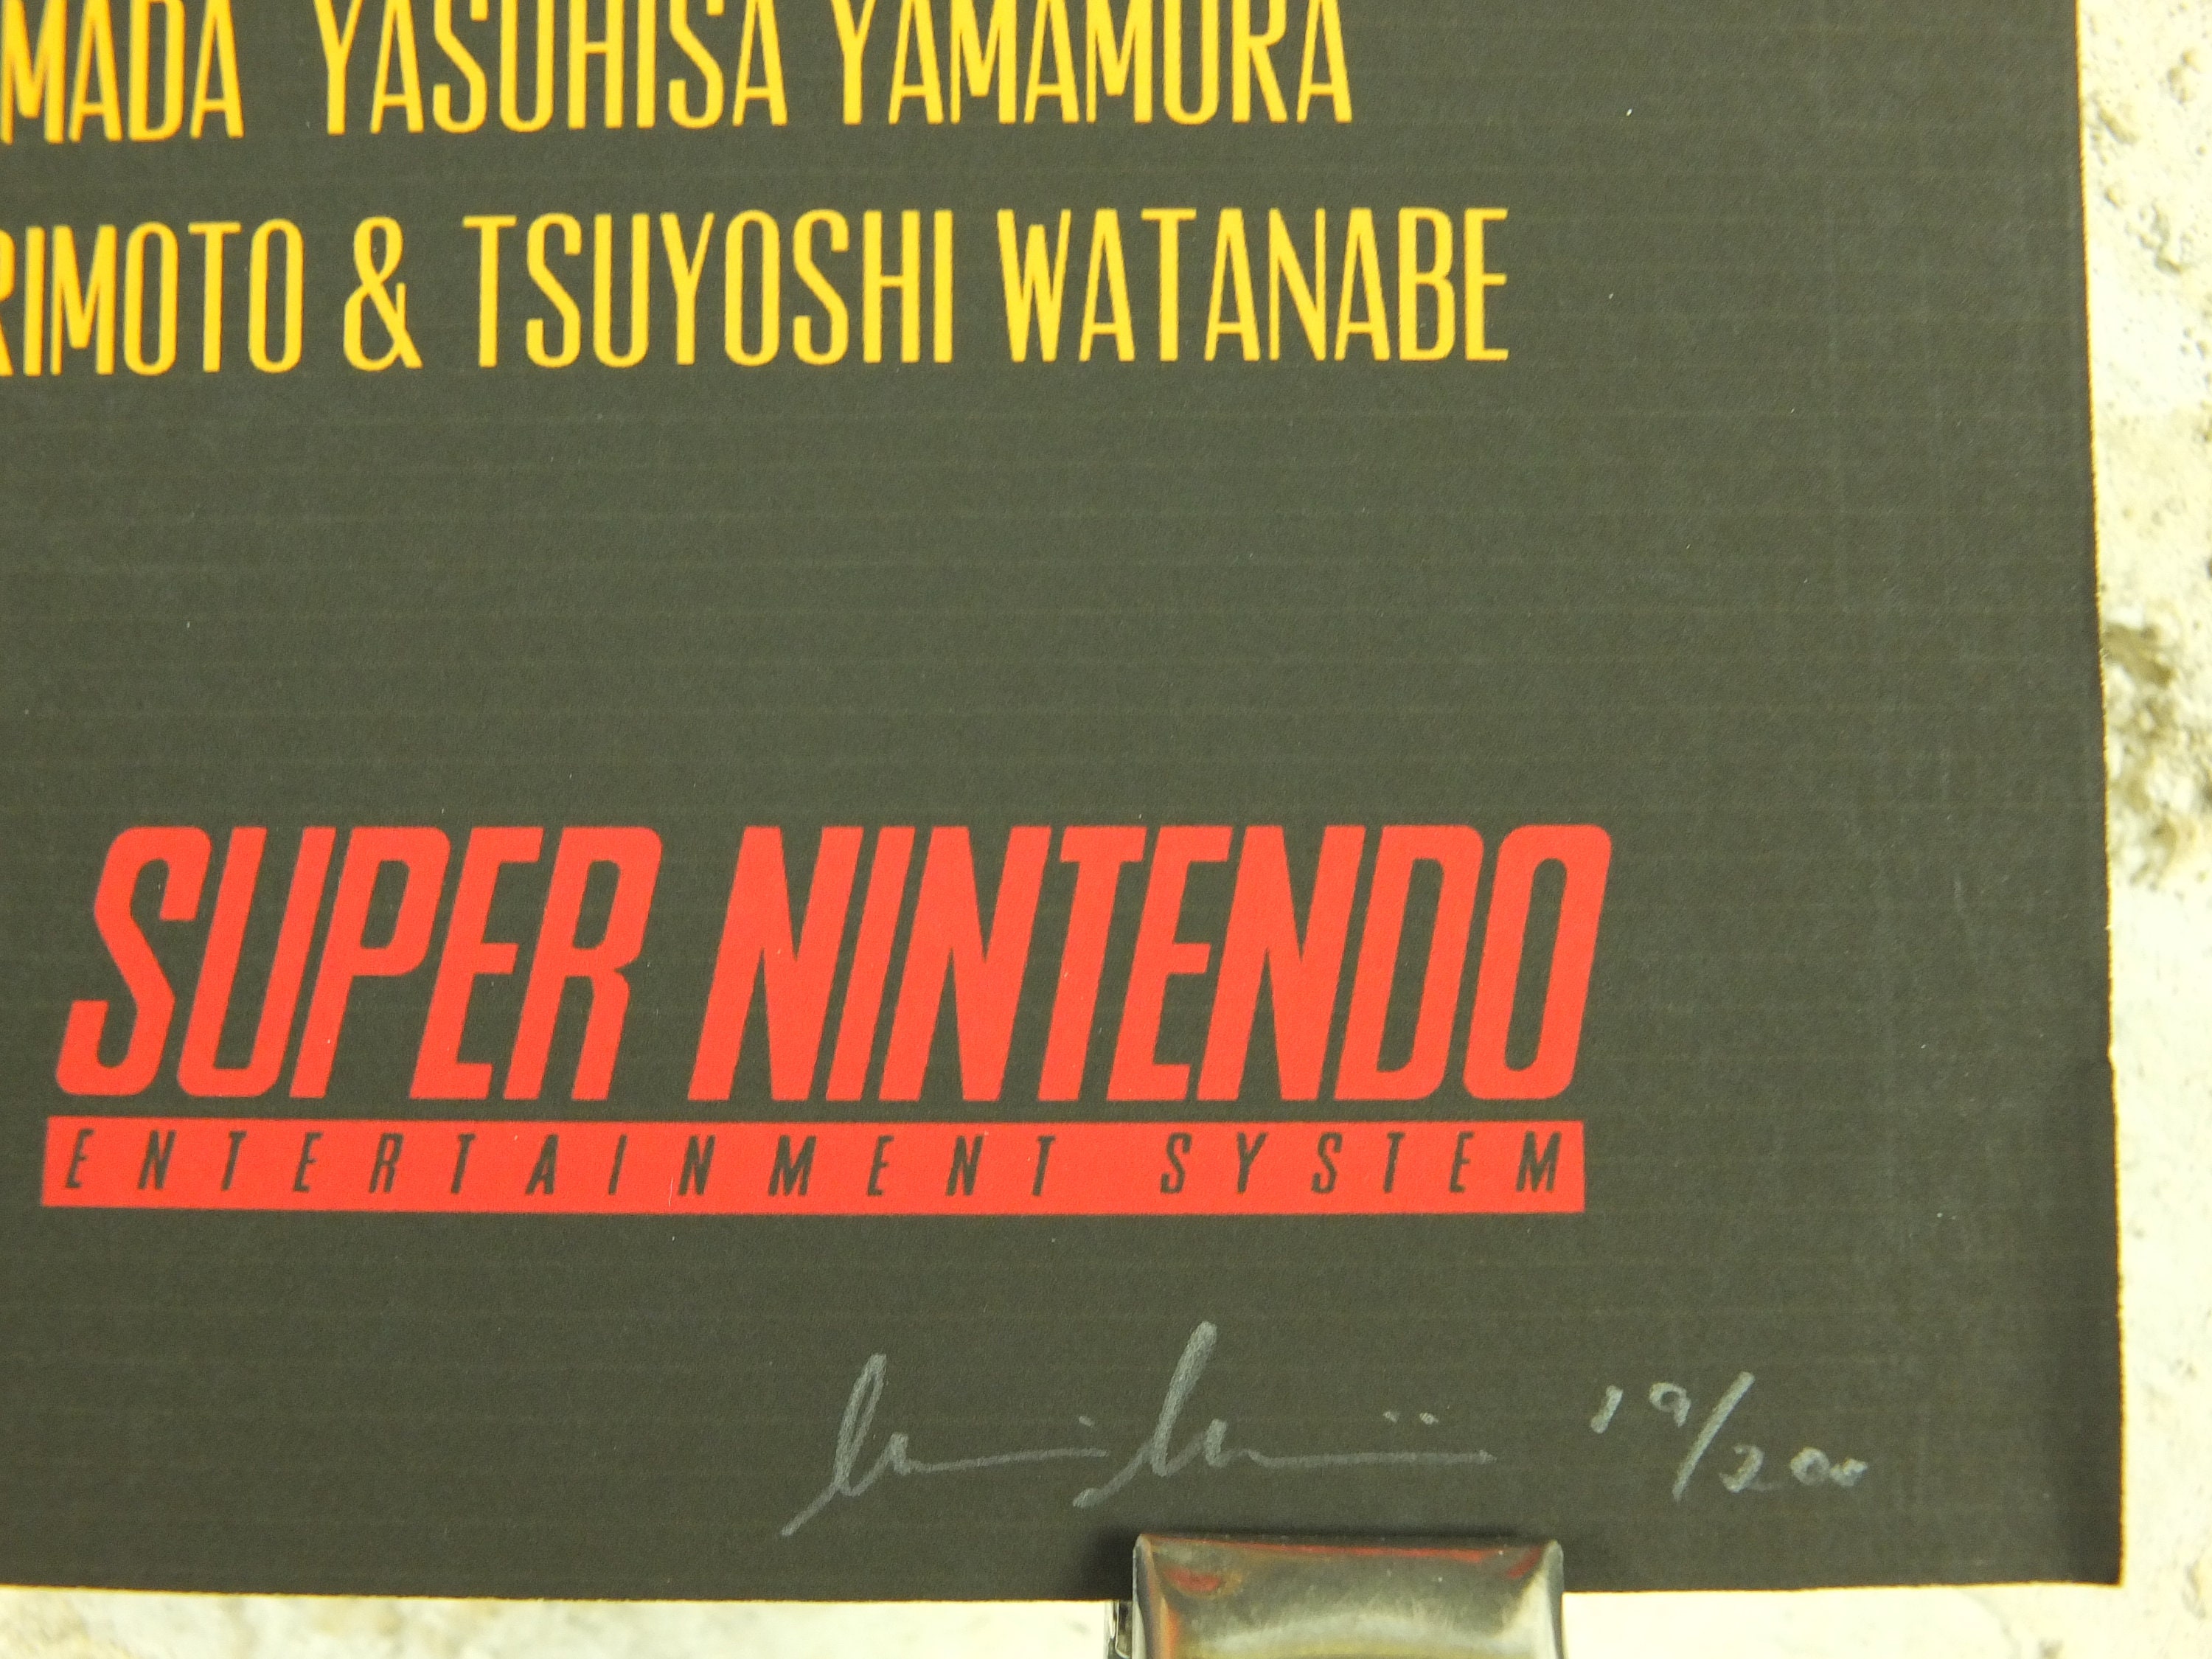 MADA YASUHISA YAMAMURA
RIMOTO & TSUYOSHI WATANABE
SUPER NINTENDO
ENTERTAINMENT SYSTEM
19/200